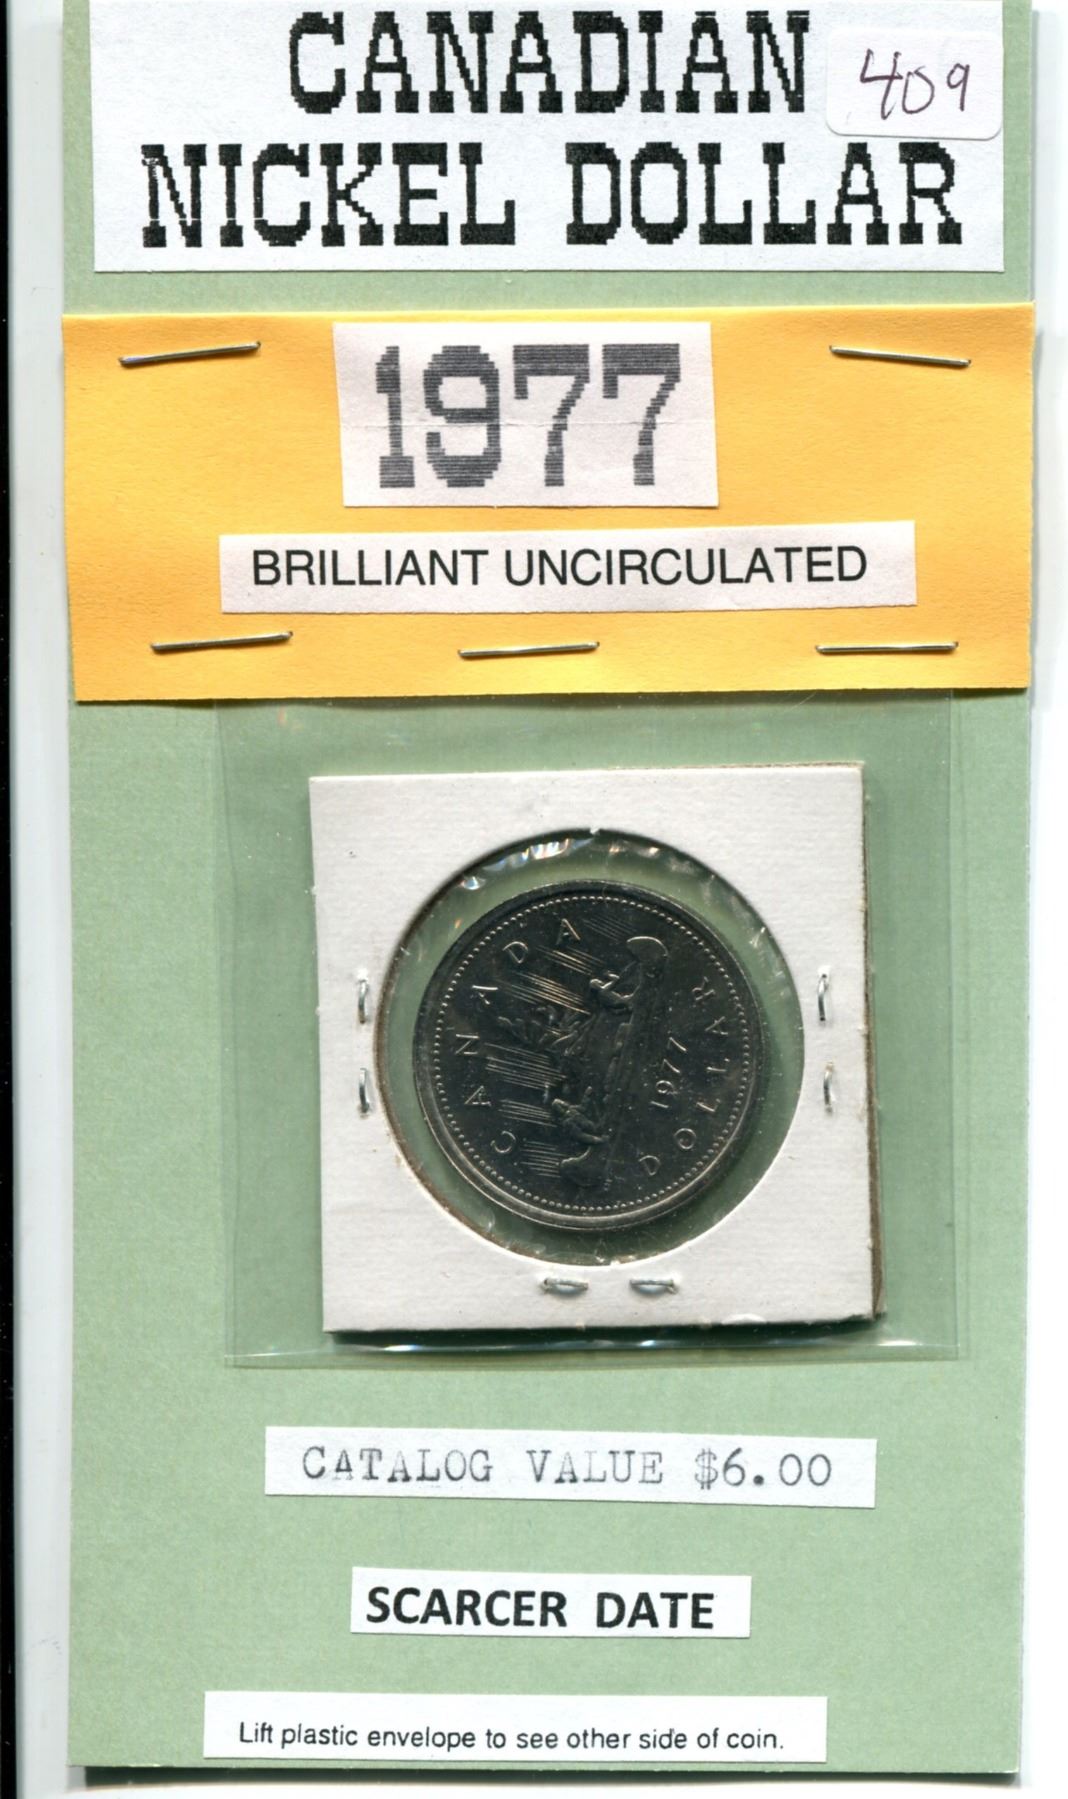 CANADIAN
409
NICKEL DOLLAR
1977
BRILLIANT UNCIRCULATED
CANADA
1977
DOLLAR
CATALOG VALUE $6.00
SCARCER DATE
Lift plastic envelope to see other side of coin.